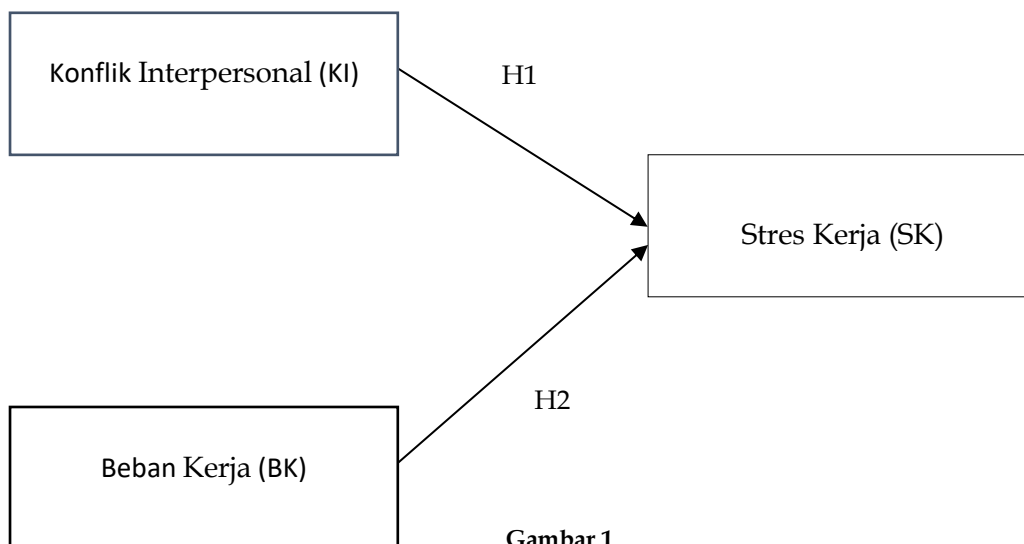 Konflik Interpersonal (KI)
H1
Stres Kerja (SK)
H2
Beban Kerja (BK)
Gambar 1